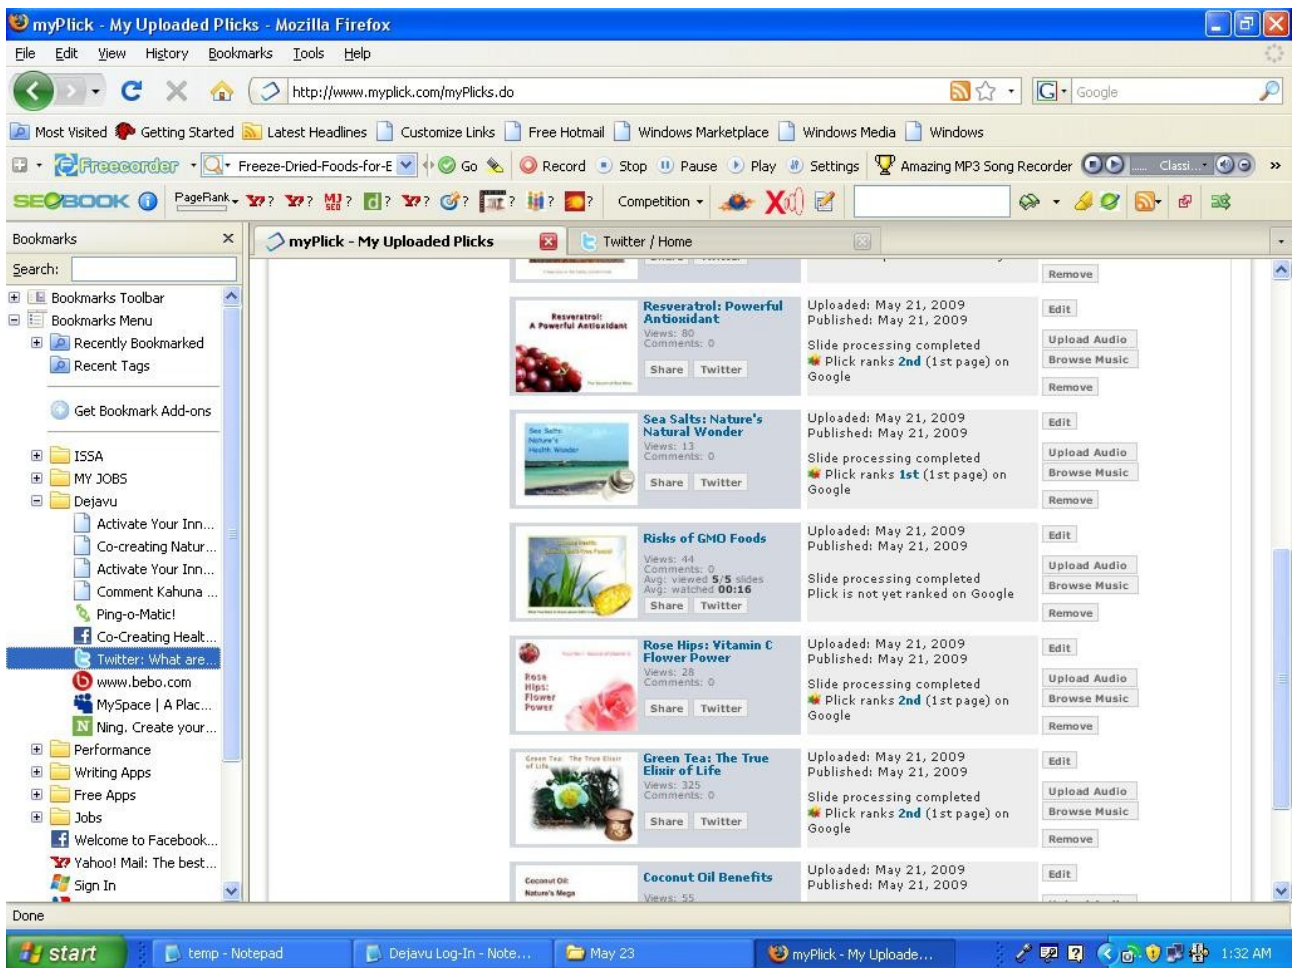 myPlick - My Uploaded Plicks - Mozilla Firefox
File Edit View History Bookmarks Tools Help
http://www.myplick.com/myPlicks.do
G Google
Most Visited Getting Started Latest Headlines Customize Links Free Hotmail Windows Marketplace Windows Media Windows
Freecorder Freeze-Dried-Foods-for-E Go Record Stop Pause Play Settings Amazing MP3 Song Recorder Classi...
SEOBOOK PageRank ? ? ? ? ? ? ? ? ? Competition
Bookmarks
myPlick - My Uploaded Plicks Twitter / Home
Search:
Bookmarks Toolbar
Bookmarks Menu
Recently Bookmarked
Recent Tags
Get Bookmark Add-ons
ISSA
MY JOBS
Dejavu
Activate Your Inn...
Co-creating Natur...
Activate Your Inn...
Comment Kahuna ...
Ping-o-Matic!
Co-Creating Healt...
Twitter: What are...
www.bebo.com
MySpace | A Plac...
Ning. Create your...
Performance
Writing Apps
Free Apps
Jobs
Welcome to Facebook...
Yahoo! Mail: The best...
Sign In
Remove
Resveratrol:
A Powerful Antioxidant
Resveratrol: Powerful
Antioxidant
Views: 80
Comments: 0
Share Twitter
Uploaded: May 21, 2009
Published: May 21, 2009
Slide processing completed
Plick ranks 2nd (1st page) on
Google
Edit
Upload Audio
Browse Music
Remove
Sea Salts:
Nature's
Health Wonder
Sea Salts: Nature's
Natural Wonder
Views: 13
Comments: 0
Share Twitter
Uploaded: May 21, 2009
Published: May 21, 2009
Slide processing completed
Plick ranks 1st (1st page) on
Google
Edit
Upload Audio
Browse Music
Remove
Risks of GMO Foods
Views: 44
Comments: 0
Avg: viewed 5/5 slides
Avg: watched 00:16
Share Twitter
Uploaded: May 21, 2009
Published: May 21, 2009
Slide processing completed
Plick is not yet ranked on Google
Edit
Upload Audio
Browse Music
Remove
Rose
Hips:
Flower
Power
Rose Hips: Vitamin C
Flower Power
Views: 28
Comments: 0
Share Twitter
Uploaded: May 21, 2009
Published: May 21, 2009
Slide processing completed
Plick ranks 2nd (1st page) on
Google
Edit
Upload Audio
Browse Music
Remove
Green Tea: The True Elixir
of Life
Green Tea: The True
Elixir of Life
Views: 325
Comments: 0
Share Twitter
Uploaded: May 21, 2009
Published: May 21, 2009
Slide processing completed
Plick ranks 2nd (1st page) on
Google
Edit
Upload Audio
Browse Music
Remove
Coconut Oil:
Nature's Mega
Coconut Oil Benefits
Views: 55
Uploaded: May 21, 2009
Published: May 21, 2009
Edit
Done
start temp - Notepad Dejavu Log-In - Note... May 23 myPlick - My Uploade... 1:32 AM